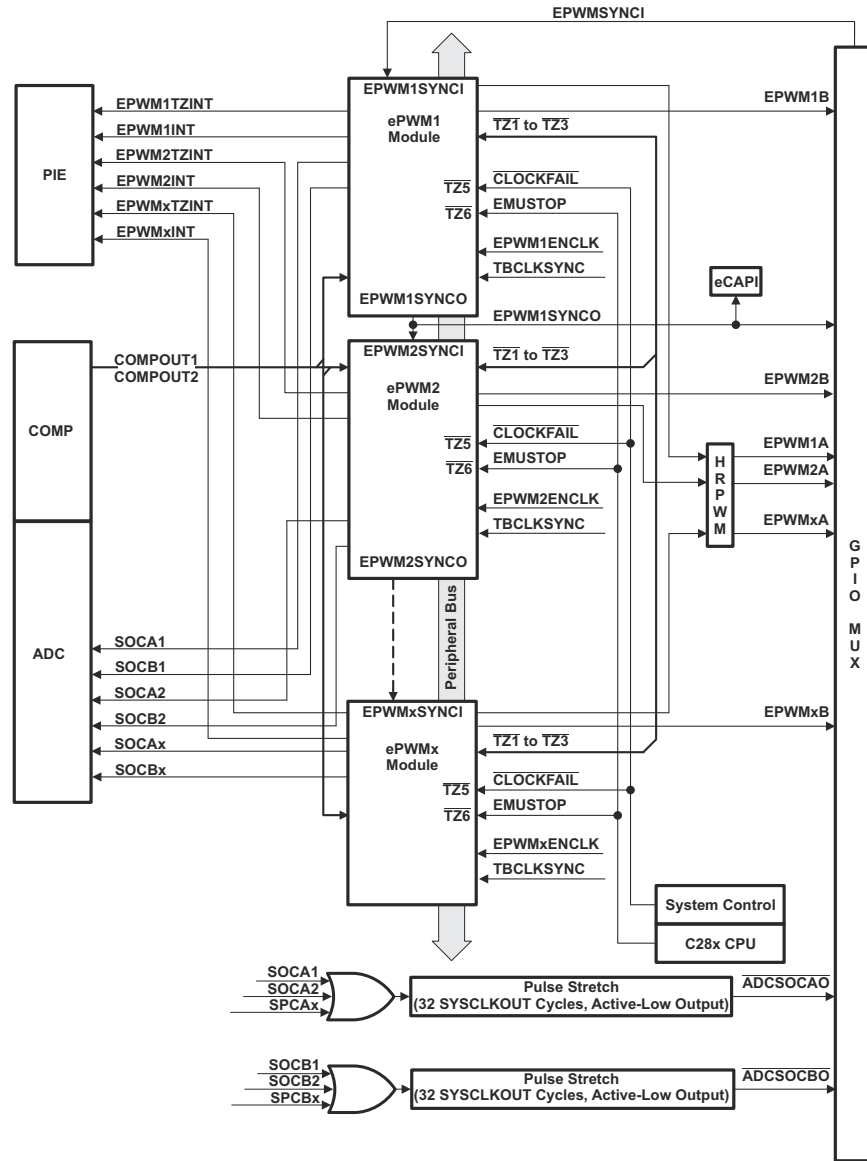 EPWMSYNCI
EPWM1SYNCI
EPWM1TZINT
EPWM1B
ePWM1
Module
TZ1 to TZ3
EPWM1INT
EPWM2TZINT
PIE
CLOCKFAIL
TZ5
EPWM2INT
EMUSTOP
TZ6
EPWMxTZINT
EPWMxINT
EPWM1ENCLK
TBCLKSYNC
eCAPI
EPWM1SYNCO
EPWM1SYNCO
COMPOUT1
COMPOUT2
EPWM2SYNCI
TZ1 to TZ3
ePWM2
Module
EPWM2B
COMP
CLOCKFAIL
TZ5
EMUSTOP
TZ6
HRPWM
EPWM1A
EPWM2A
EPWM2ENCLK
TBCLKSYNC
EPWMxA
EPWM2SYNCO
GPIO MUX
Peripheral Bus
ADC
SOCA1
SOCB1
SOCA2
SOCB2
SOCAx
SOCBx
EPWMxSYNCI
EPWMxB
ePWMx
Module
TZ1 to TZ3
CLOCKFAIL
TZ5
EMUSTOP
TZ6
EPWMxENCLK
TBCLKSYNC
System Control
C28x CPU
SOCA1
SOCA2
SPCAx
Pulse Stretch
(32 SYSCLKOUT Cycles, Active-Low Output)
ADCSOCAO
SOCB1
SOCB2
SPCBx
Pulse Stretch
(32 SYSCLKOUT Cycles, Active-Low Output)
ADCSOCBO